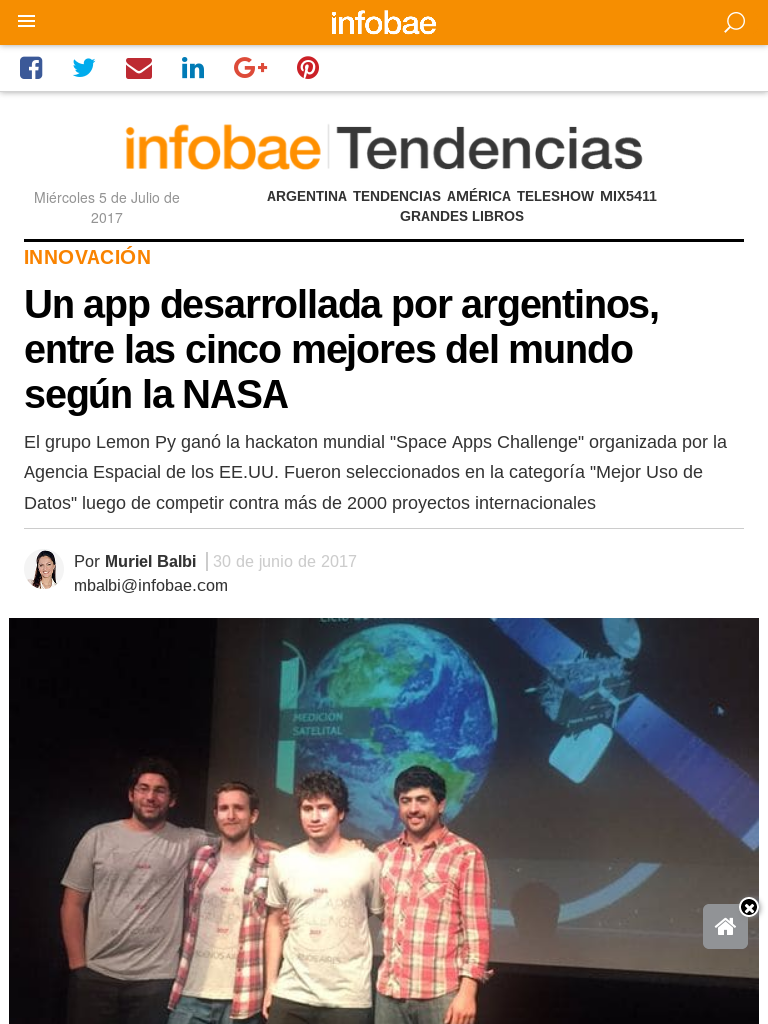 infobae
infobae Tendencias
Miércoles 5 de Julio de
2017
ARGENTINA TENDENCIAS AMÉRICA TELESHOW MIX5411
GRANDES LIBROS
INNOVACIÓN
Un app desarrollada por argentinos,
entre las cinco mejores del mundo
según la NASA
El grupo Lemon Py ganó la hackaton mundial "Space Apps Challenge" organizada por la
Agencia Espacial de los EE.UU. Fueron seleccionados en la categoría "Mejor Uso de
Datos" luego de competir contra más de 2000 proyectos internacionales
Por Muriel Balbi 30 de junio de 2017
mbalbi@infobae.com
MEDICIÓN
SATELITAL